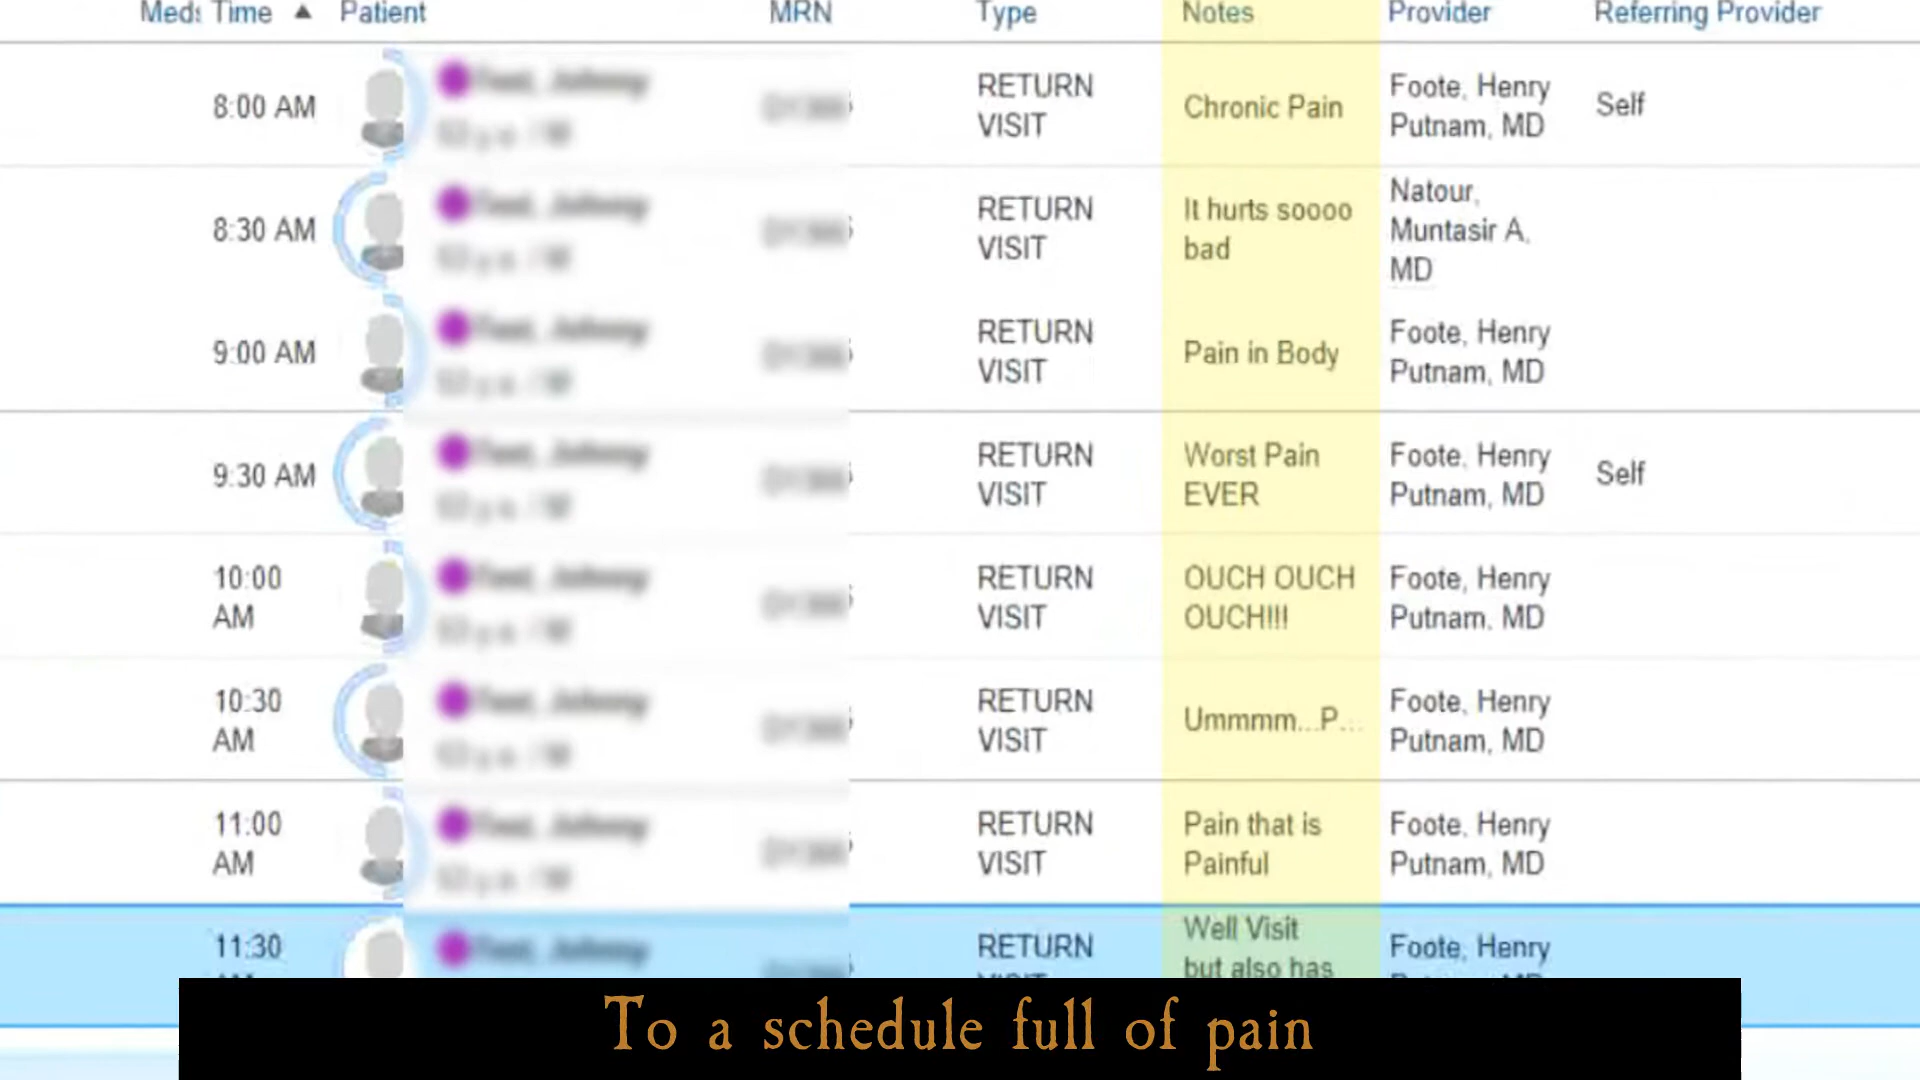 Meds Time ▲ Patient MRN Type Notes Provider Referring Provider
8:00 AM RETURN VISIT Chronic Pain Foote, Henry Putnam, MD Self
8:30 AM RETURN VISIT It hurts soooo bad Natour, Muntasir A, MD
9:00 AM RETURN VISIT Pain in Body Foote, Henry Putnam, MD
9:30 AM RETURN VISIT Worst Pain EVER Foote, Henry Putnam, MD Self
10:00 AM RETURN VISIT OUCH OUCH OUCH!!! Foote, Henry Putnam, MD
10:30 AM RETURN VISIT Ummmm...P... Foote, Henry Putnam, MD
11:00 AM RETURN VISIT Pain that is Painful Foote, Henry Putnam, MD
11:30 RETURN Well Visit but also has Foote, Henry
To a schedule full of pain